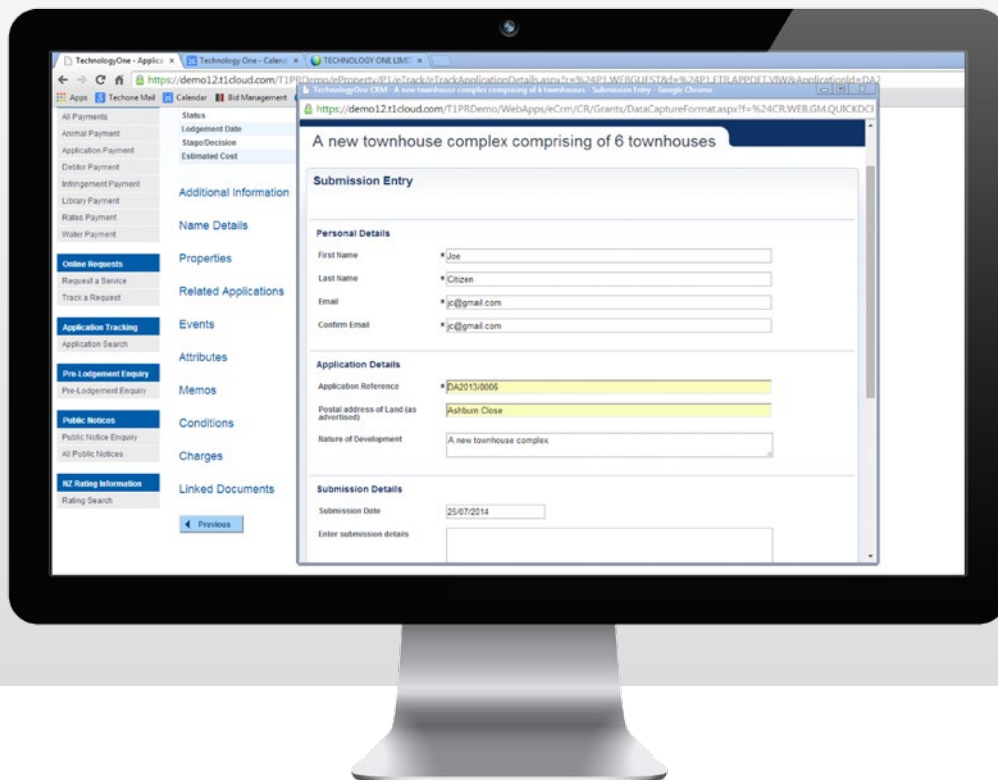 TechnologyOne - Applica
Technology One - Calend
TECHNOLOGY ONE LIMIT
https://demo12.t1cloud.com/T1PRDemo/eProperty/P1/eTrack/eTrackApplicationDetails.aspx?r=%24P1.WEBGUEST&f=%24P1.ETR.APPDET.VIW&ApplicationId=DA2
Apps
Techone Mail
Calendar
Bid Management
TechnologyOne CRM - A new townhouse complex comprising of 6 townhouses - Submission Entry - Google Chrome
https://demo12.t1cloud.com/T1PRDemo/WebApps/eCrm/CR/Grants/DataCaptureFormat.aspx?f=%24CR.WEB.GM.QUICKDCF
All Payments
Animal Payment
Application Payment
Debtor Payment
Infringement Payment
Library Payment
Rates Payment
Water Payment
Online Requests
Request a Service
Track a Request
Application Tracking
Application Search
Pre-Lodgement Enquiry
Pre-Lodgement Enquiry
Public Notices
Public Notice Enquiry
All Public Notices
NZ Rating Information
Rating Search
Status
Lodgement Date
Stage/Decision
Estimated Cost
Additional Information
Name Details
Properties
Related Applications
Events
Attributes
Memos
Conditions
Charges
Linked Documents
Previous
A new townhouse complex comprising of 6 townhouses
Submission Entry
Personal Details
First Name * Joe
Last Name * Citizen
Email * jc@gmail.com
Confirm Email * jc@gmail.com
Application Details
Application Reference * DA2013/0006
Postal address of Land (as
advertised) Ashburn Close
Nature of Development A new townhouse complex
Submission Details
Submission Date 25/07/2014
Enter submission details